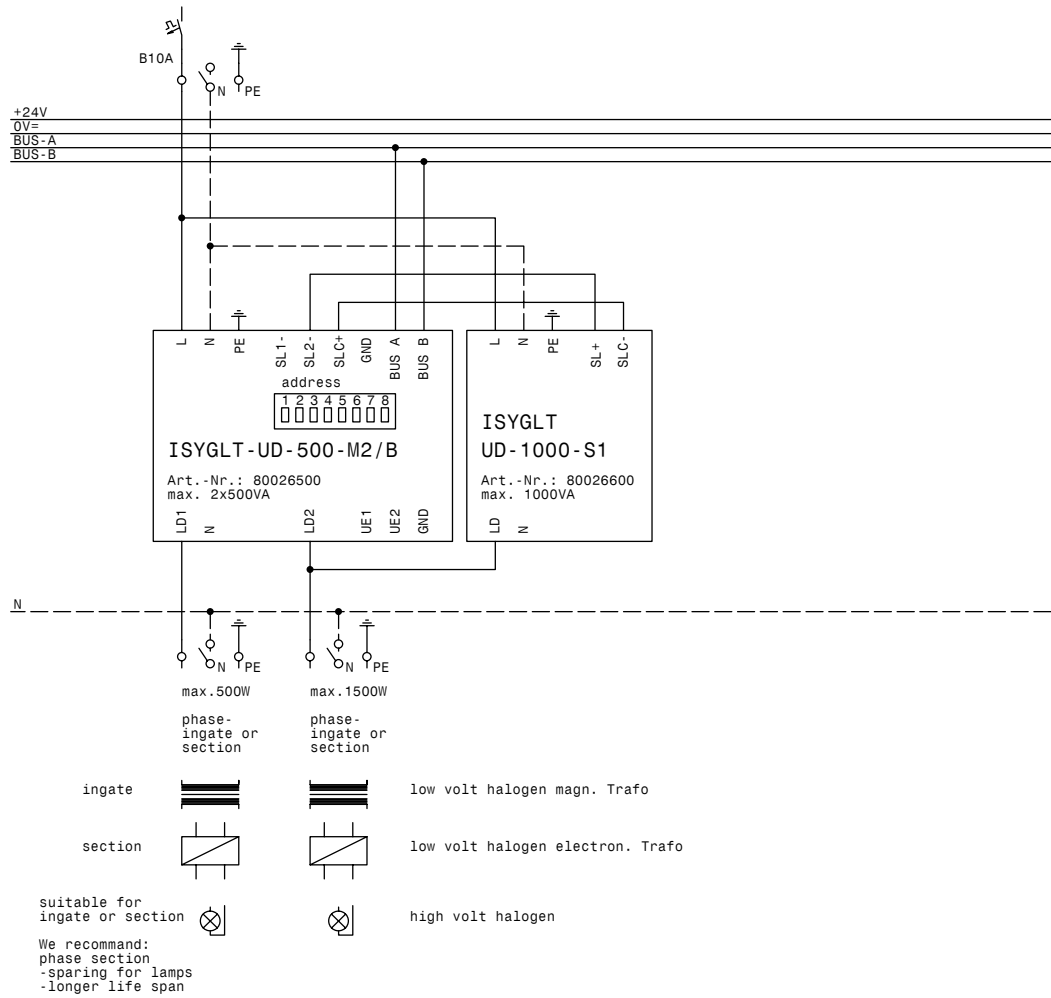 B10A
N
PE
+24V
0V=
BUS-A
BUS-B
L
N
PE
SL1-
SL2-
SLC+
GND
BUS A
BUS B
L
N
PE
SL+
SLC-
address
1 2 3 4 5 6 7 8
ISYGLT-UD-500-M2/B
Art.-Nr.: 80026500
max. 2x500VA
LD1
N
LD2
UE1
UE2
GND
ISYGLT
UD-1000-S1
Art.-Nr.: 80026600
max. 1000VA
LD
N
N
N
PE
N
PE
max.500W
phase-
ingate or
section
max.1500W
phase-
ingate or
section
ingate
low volt halogen magn. Trafo
section
low volt halogen electron. Trafo
suitable for
ingate or section
high volt halogen
We recommand:
phase section
-sparing for lamps
-longer life span